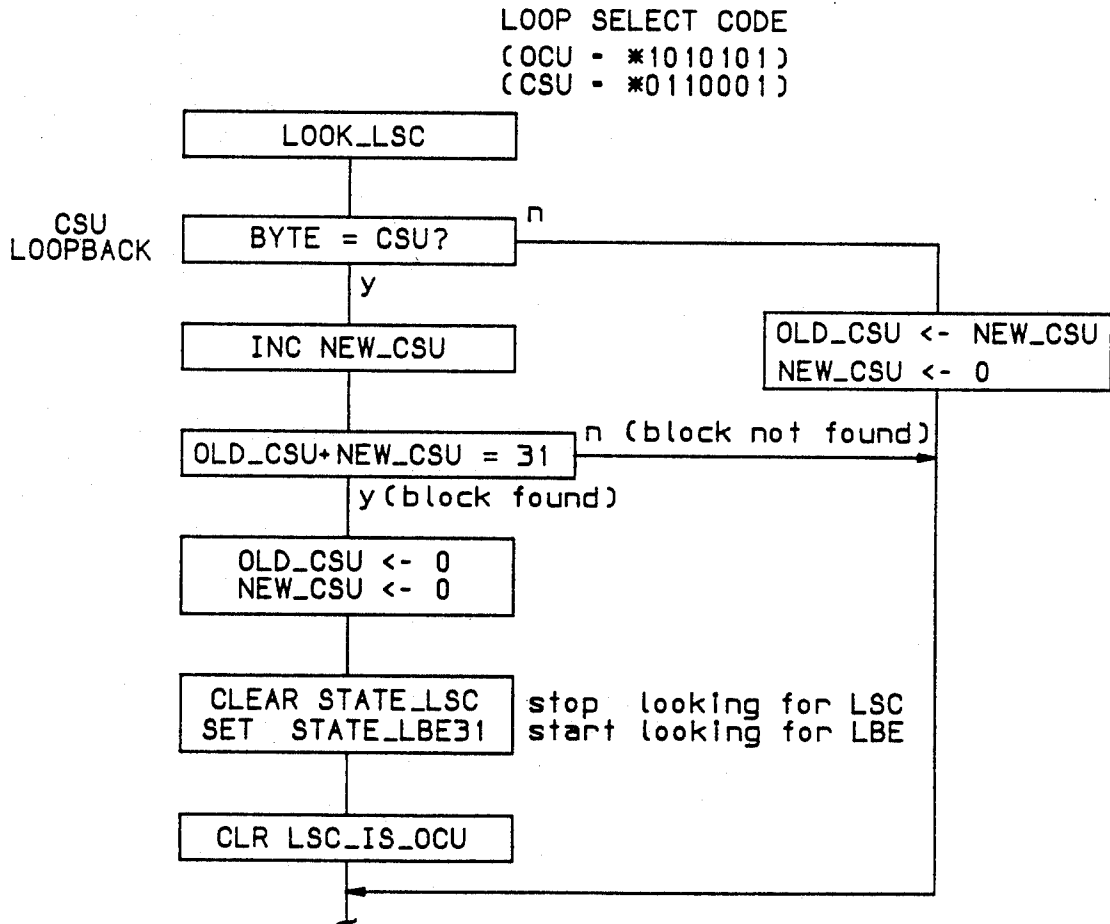 LOOP SELECT CODE
(OCU - *1010101)
(CSU - *0110001)
LOOK_LSC
CSU
LOOPBACK
BYTE = CSU?
n
y
INC NEW_CSU
OLD_CSU <- NEW_CSU
NEW_CSU <- 0
OLD_CSU+NEW_CSU = 31
n (block not found)
y (block found)
OLD_CSU <- 0
NEW_CSU <- 0
CLEAR STATE_LSC
SET STATE_LBE31
stop looking for LSC
start looking for LBE
CLR LSC_IS_OCU